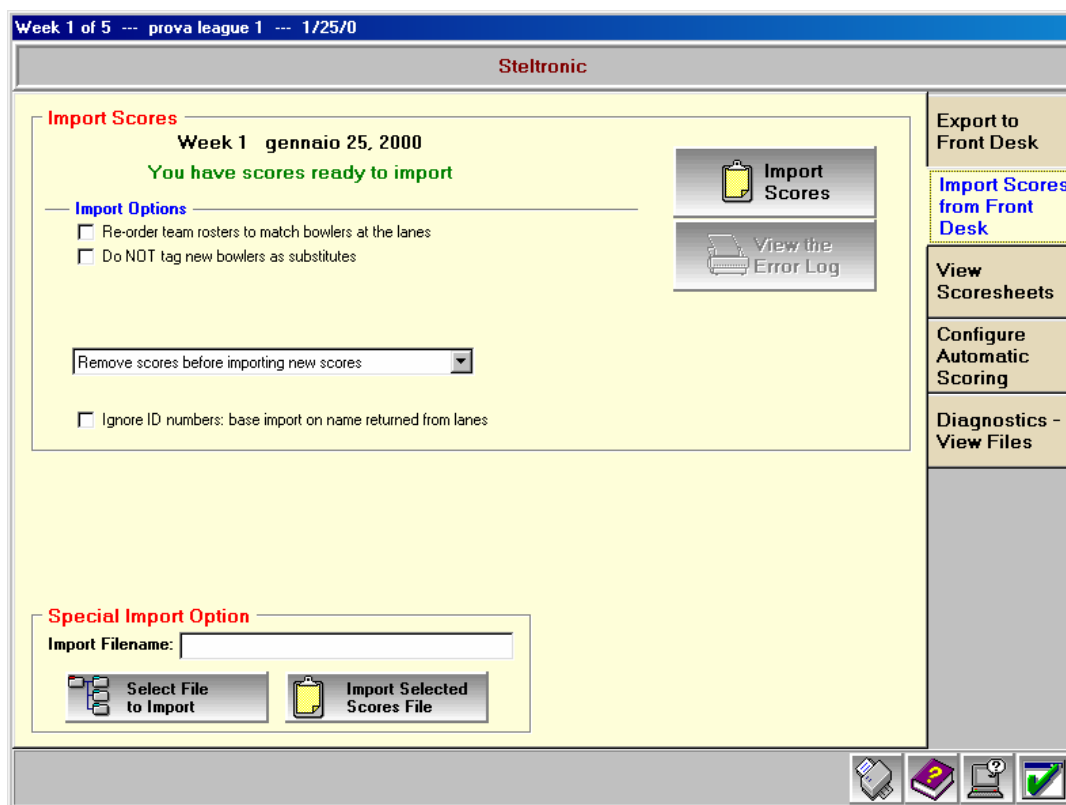 Week 1 of 5 --- prova league 1 --- 1/25/0
Steltronic
Import Scores
Week 1 gennaio 25, 2000
You have scores ready to import
Import Options
Re-order team rosters to match bowlers at the lanes
Do NOT tag new bowlers as substitutes
Remove scores before importing new scores
Ignore ID numbers: base import on name returned from lanes
Import
Scores
View the
Error Log
Special Import Option
Import Filename:
Select File
to Import
Import Selected
Scores File
Export to
Front Desk
Import Scores
from Front
Desk
View
Scoresheets
Configure
Automatic
Scoring
Diagnostics -
View Files